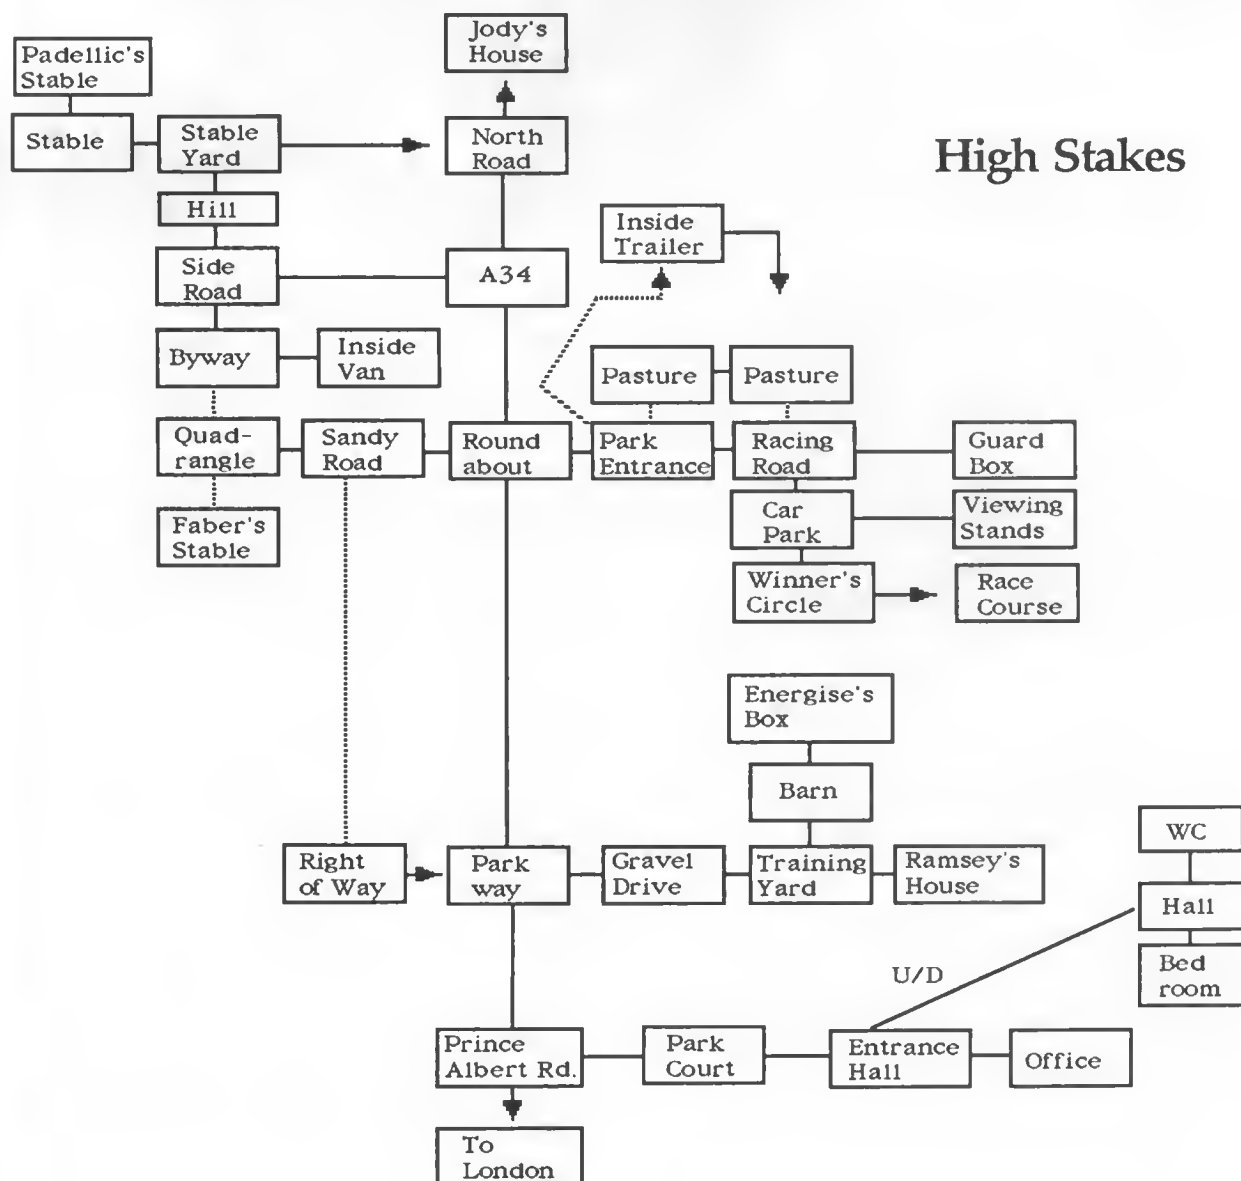 Jody's
House
Padellic's
Stable
Stable
Stable
Yard
North
Road
High Stakes
Hill
Inside
Trailer
Side
Road
A34
Byway
Inside
Van
Pasture
Pasture
Quad-
rangle
Sandy
Road
Round
about
Park
Entrance
Racing
Road
Guard
Box
Faber's
Stable
Car
Park
Viewing
Stands
Winner's
Circle
Race
Course
Energise's
Box
Barn
WC
Right
of Way
Park
way
Gravel
Drive
Training
Yard
Ramsey's
House
Hall
U/D
Bed
room
Prince
Albert Rd.
Park
Court
Entrance
Hall
Office
To
London